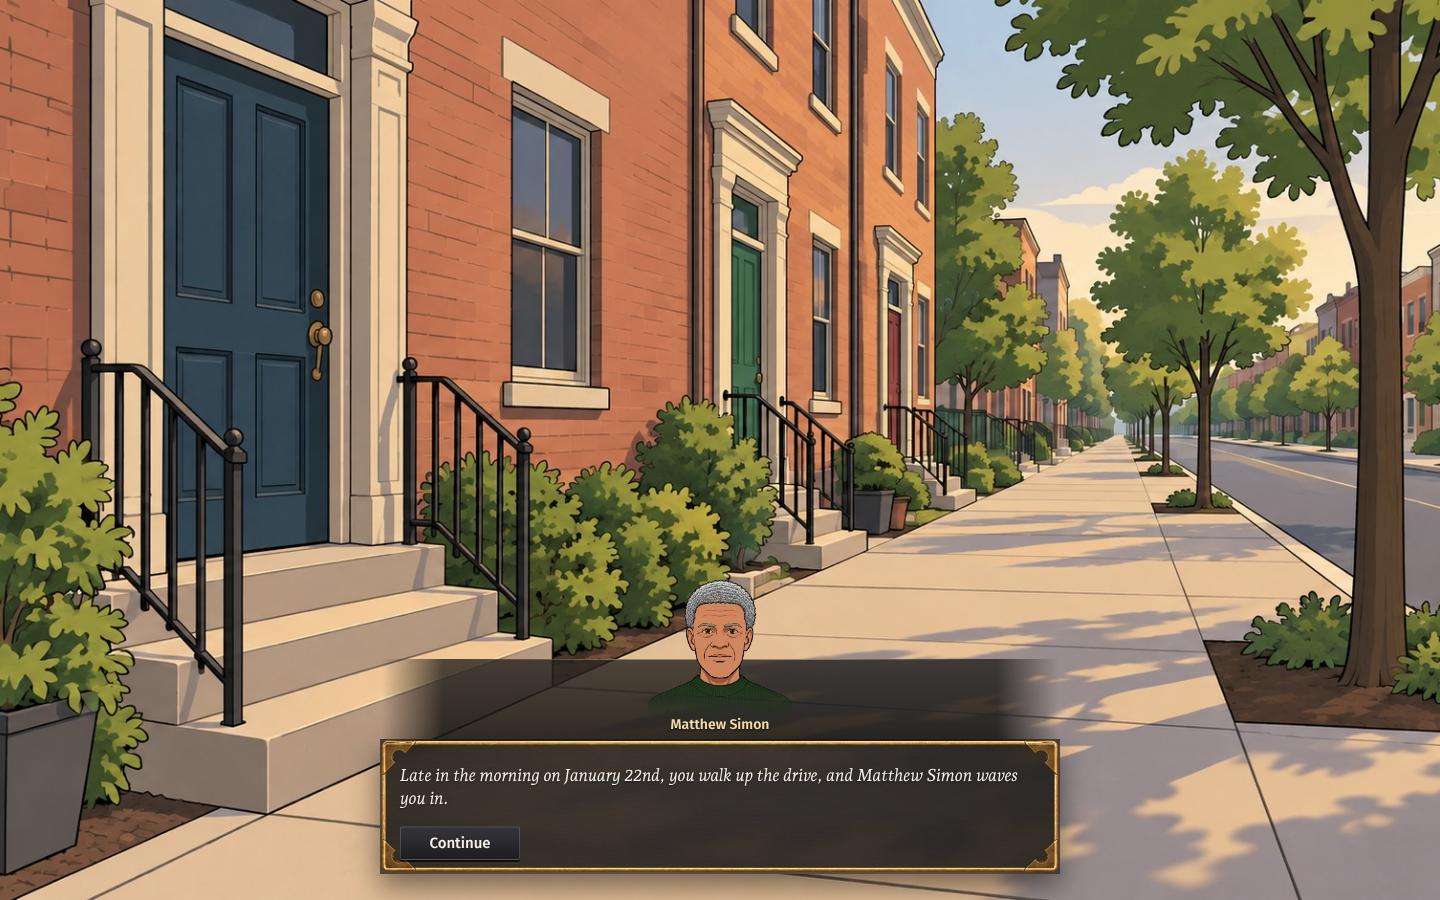 Matthew Simon
Late in the morning on January 22nd, you walk up the drive, and Matthew Simon waves
you in.
Continue